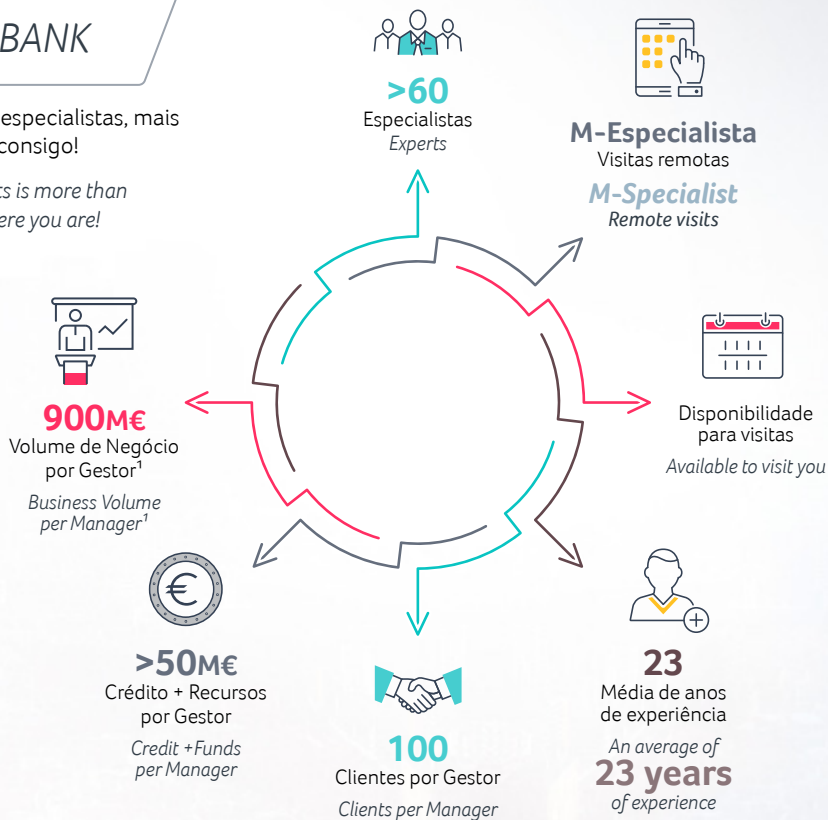 BANK
especialistas, mais
consigo!
is more than
you are!
>60
Especialistas
Experts
M-Especialista
Visitas remotas
M-Specialist
Remote visits
900M€
Volume de Negócio
por Gestor¹
Business Volume
per Manager¹
Disponibilidade
para visitas
Available to visit you
>50M€
Crédito + Recursos
por Gestor
Credit +Funds
per Manager
100
Clientes por Gestor
Clients per Manager
23
Média de anos
de experiência
An average of
23 years
of experience